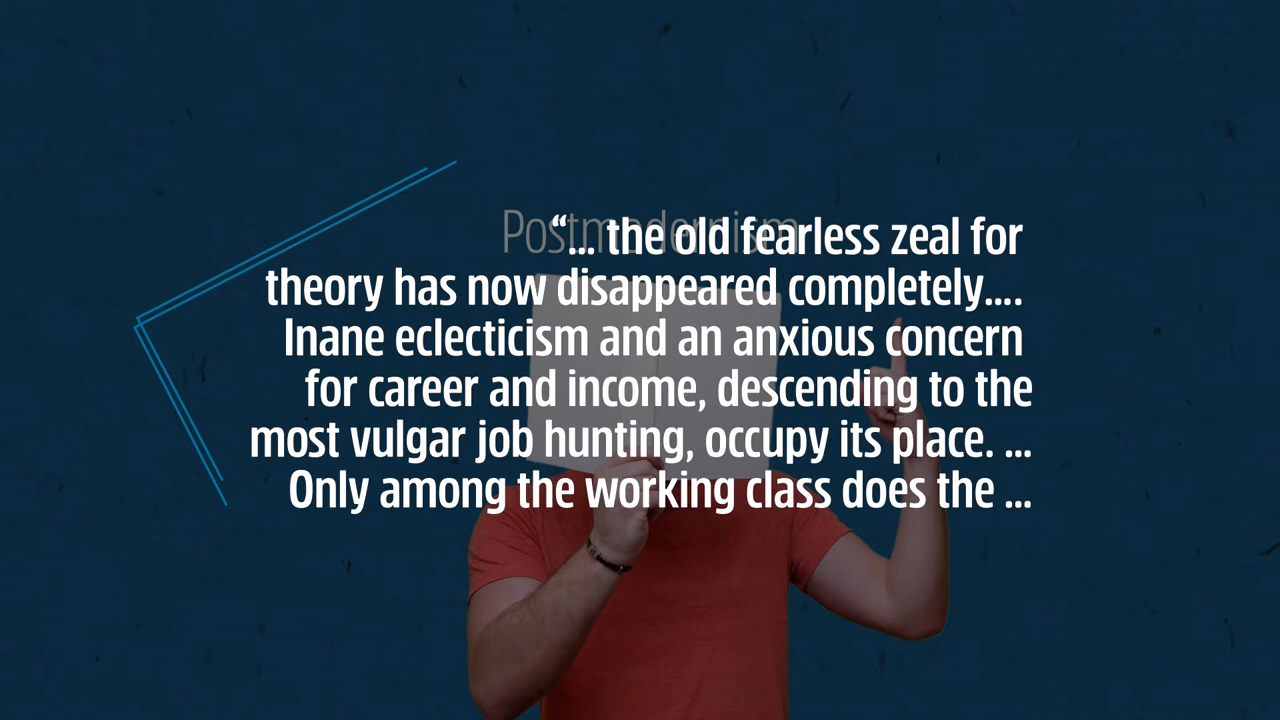 Postmodernism
“... the old fearless zeal for
theory has now disappeared completely....
Inane eclecticism and an anxious concern
for career and income, descending to the
most vulgar job hunting, occupy its place. ...
Only among the working class does the ...